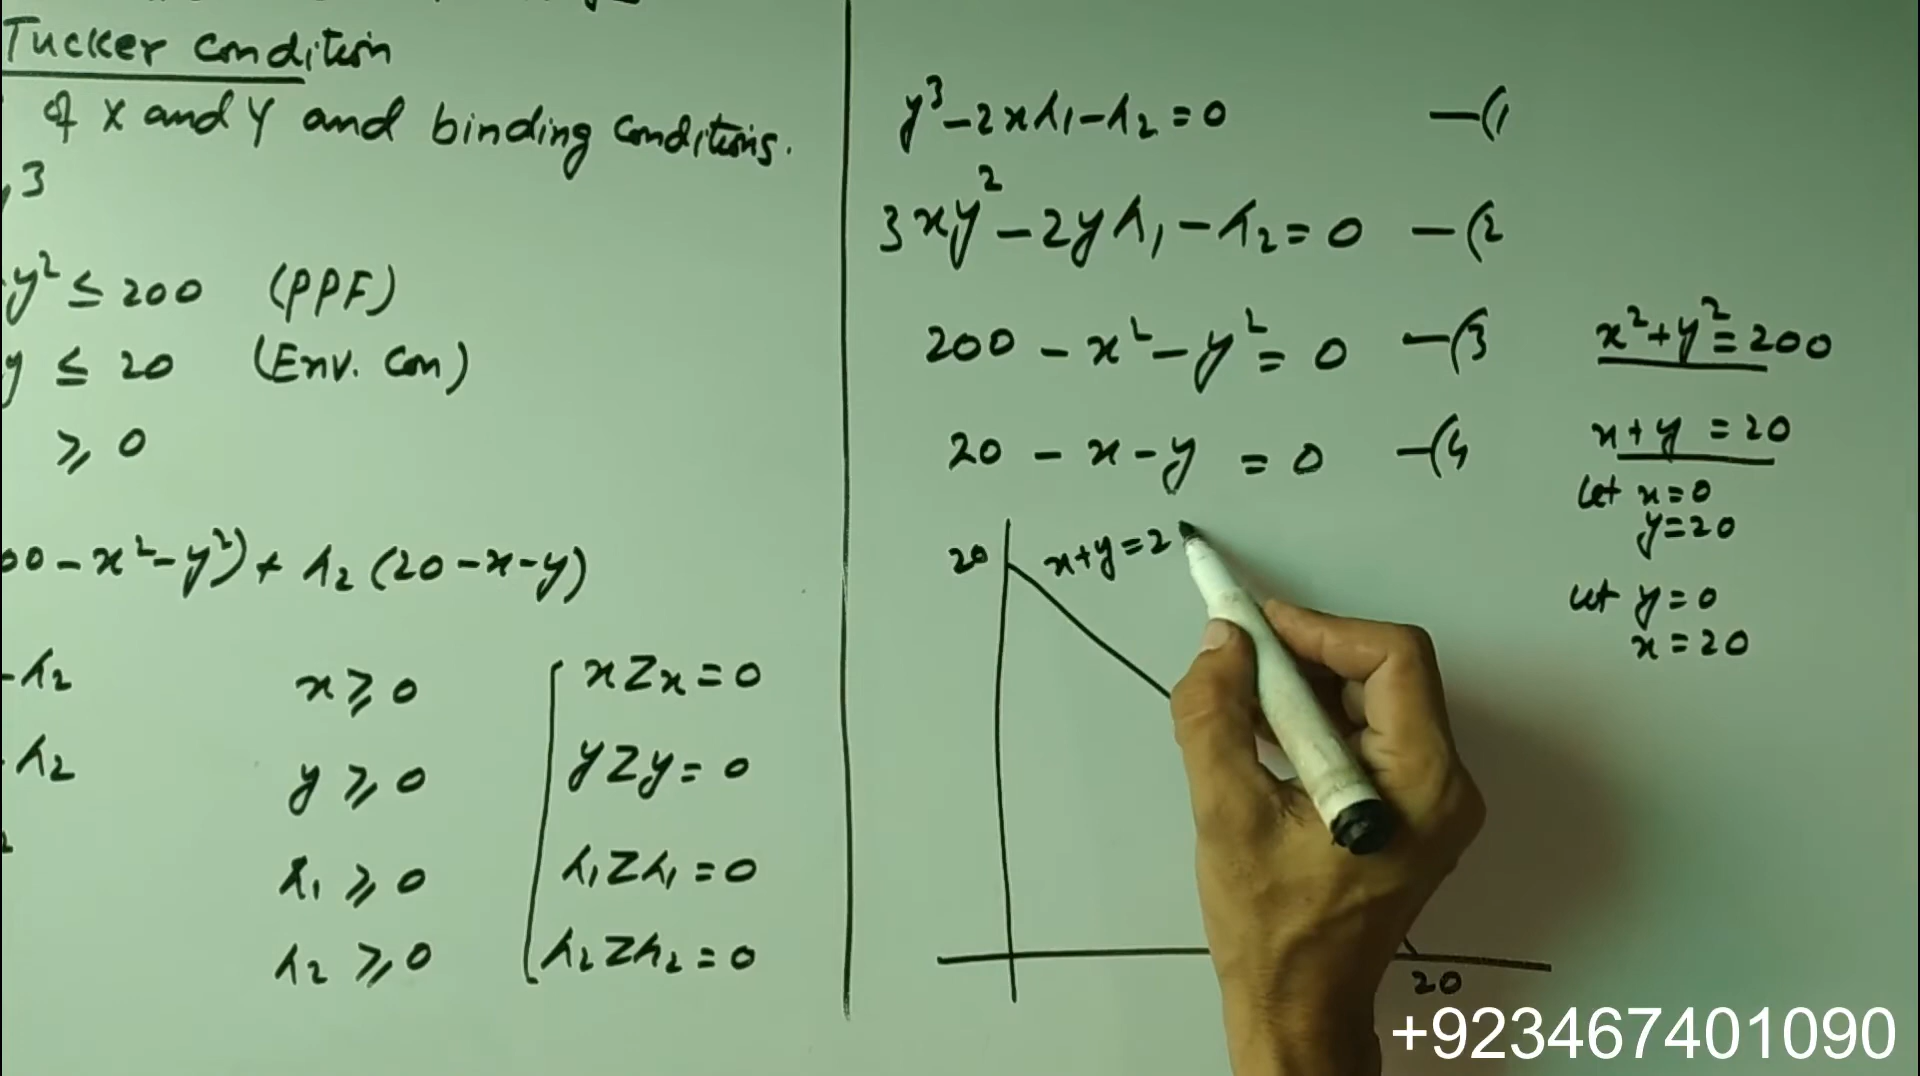 Tucker condition
of X and Y and binding conditions.
y3
y² ≤ 200 (PPF)
y ≤ 20 (Env. Con)
≥ 0
00 - x² - y²) + λ2 (20 - x - y)
-λ2 x ≥ 0 xZx = 0
λ2 y ≥ 0 yZy = 0
λ1 ≥ 0 λ1Zλ1 = 0
λ2 ≥ 0 λ2Zλ2 = 0
y³ - 2xλ1 - λ2 = 0 —(1
3xy² - 2yλ1 - λ2 = 0 —(2
200 - x² - y² = 0 —(3
20 - x - y = 0 —(4
x² + y² = 200
x + y = 20
let x = 0
y = 20
let y = 0
x = 20
20 x+y=2
20
+923467401090